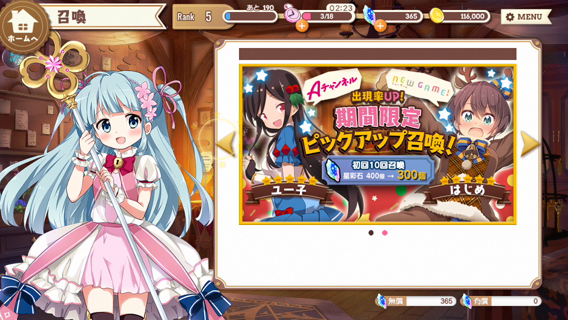 召喚
Rank 5
あと 190
3/18
02:23
365
116,000
MENU
ホームへ
Aチャンネル
NEW GAME!
出現率UP!
期間限定
ピックアップ召喚!
初回10回召喚
星彩石 400個 → 300個
ユー子
はじめ
無償 365
有償 0